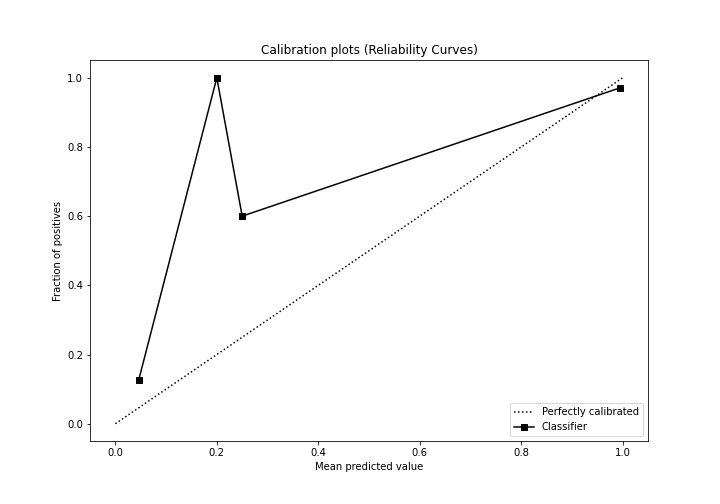 Calibration plots (Reliability Curves)
1.0
0.8
0.6
0.4
0.2
0.0
Fraction of positives
0.0 0.2 0.4 0.6 0.8 1.0
Mean predicted value
Perfectly calibrated
Classifier